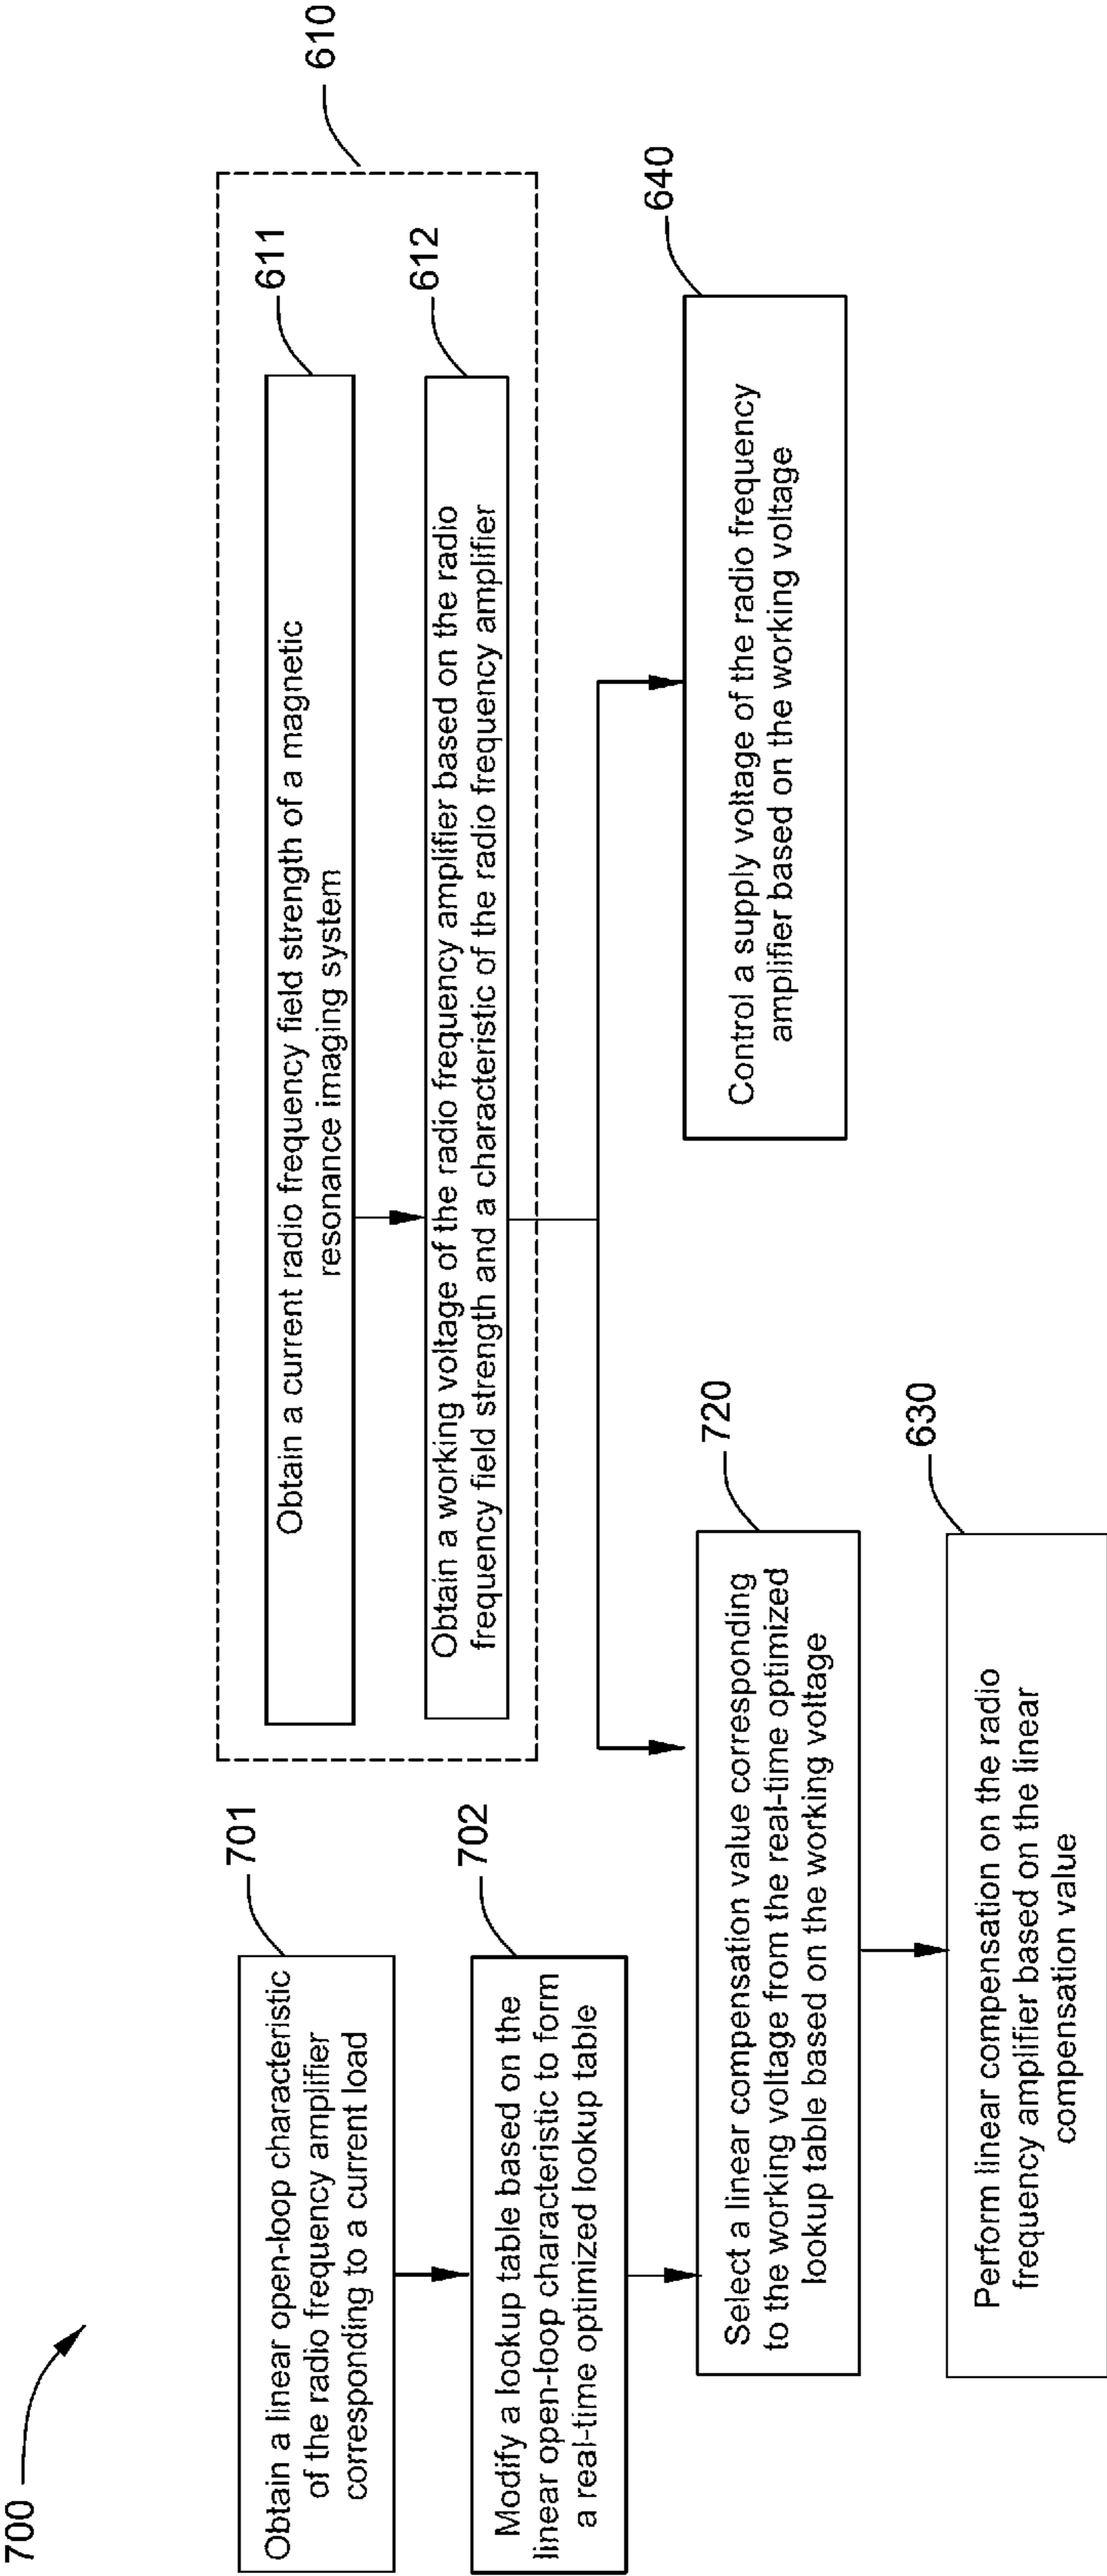 700
701
Obtain a linear open-loop characteristic
of the radio frequency amplifier
corresponding to a current load
702
Modify a lookup table based on the
linear open-loop characteristic to form
a real-time optimized lookup table
610
611
Obtain a current radio frequency field strength of a magnetic
resonance imaging system
612
Obtain a working voltage of the radio frequency amplifier based on the radio
frequency field strength and a characteristic of the radio frequency amplifier
720
Select a linear compensation value corresponding
to the working voltage from the real-time optimized
lookup table based on the working voltage
640
Control a supply voltage of the radio frequency
amplifier based on the working voltage
630
Perform linear compensation on the radio
frequency amplifier based on the linear
compensation value